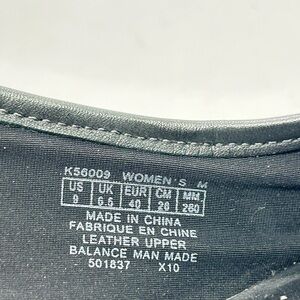 K56009 WOMEN'S M
US UK EUR CM MM
9 6.5 40 26 260
MADE IN CHINA
FABRIQUE EN CHINE
LEATHER UPPER
BALANCE MAN MADE
501837 X10